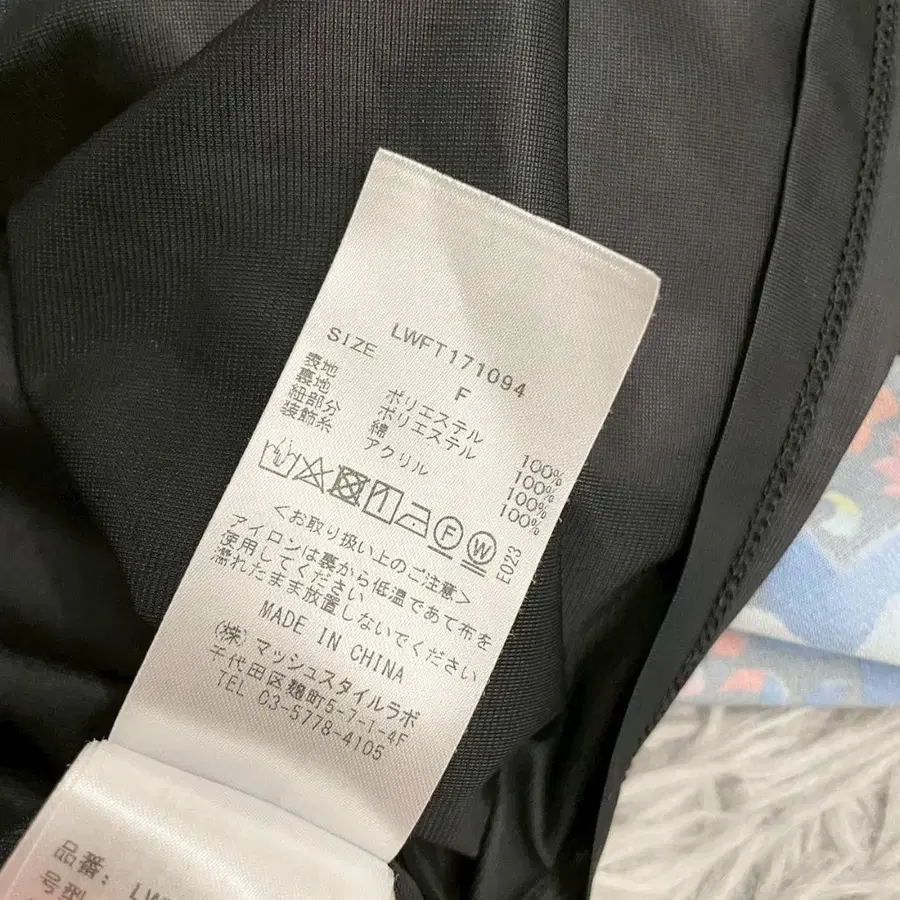 LWFT171094
SIZE F
表地 ポリエステル 100%
裏地 ポリエステル 100%
紐部分 綿 100%
装飾糸 アクリル 100%
F W E023
<お取り扱い上のご注意>
アイロンは裏から低温であて布を
使用してください
濡れたまま放置しないでください
MADE IN CHINA
(株)マッシュスタイルラボ
千代田区麹町5-7-1-4F
TEL 03-5778-4105
品番: LW
号型